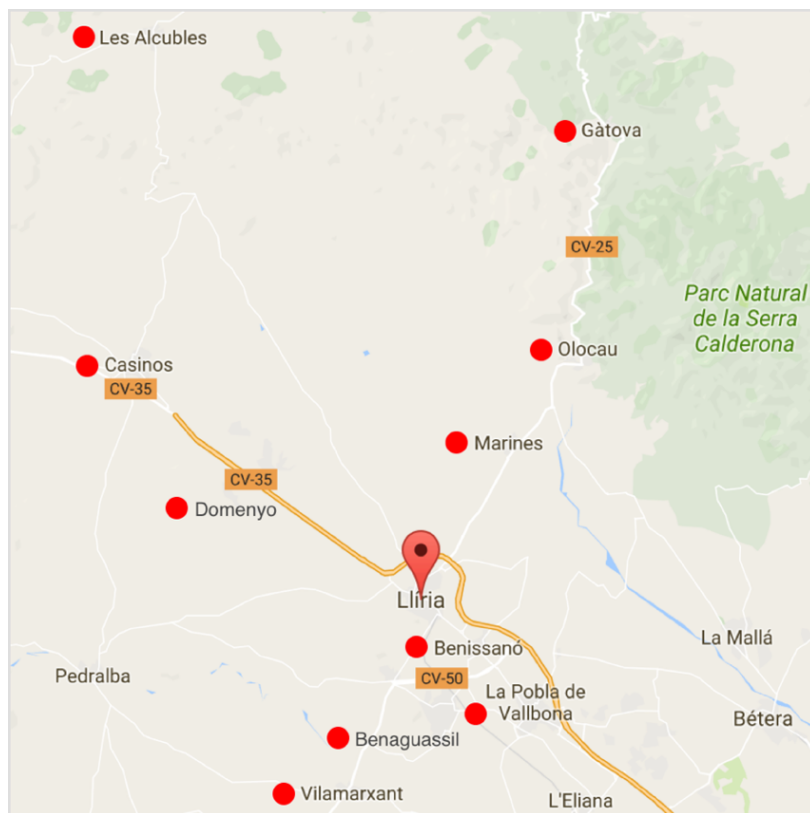 Les Alcubles
Gàtova
CV-25
Parc Natural
de la Serra
Calderona
Olocau
Casinos
CV-35
Marines
CV-35
Domenyo
Llíria
La Mallá
Benissanó
Pedralba
CV-50
La Pobla de
Vallbona
Bétera
Benaguassil
Vilamarxant
L'Eliana